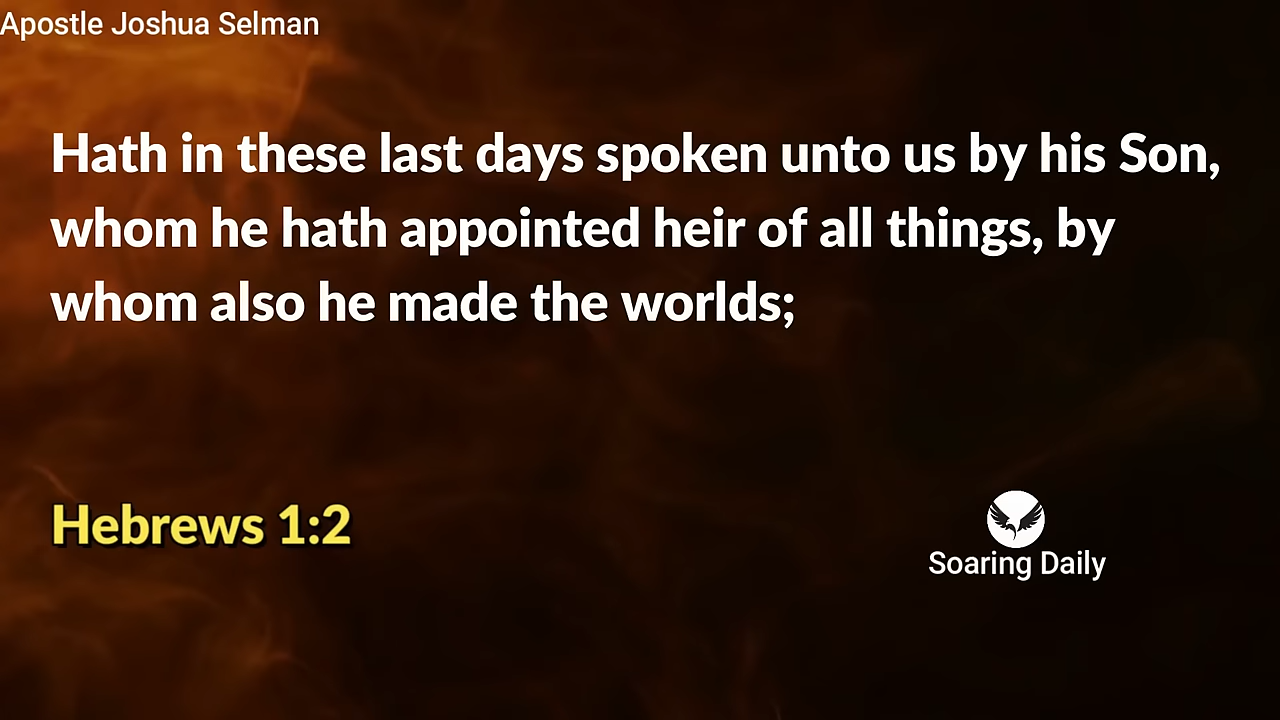 Apostle Joshua Selman
Hath in these last days spoken unto us by his Son,
whom he hath appointed heir of all things, by
whom also he made the worlds;
Hebrews 1:2
Soaring Daily